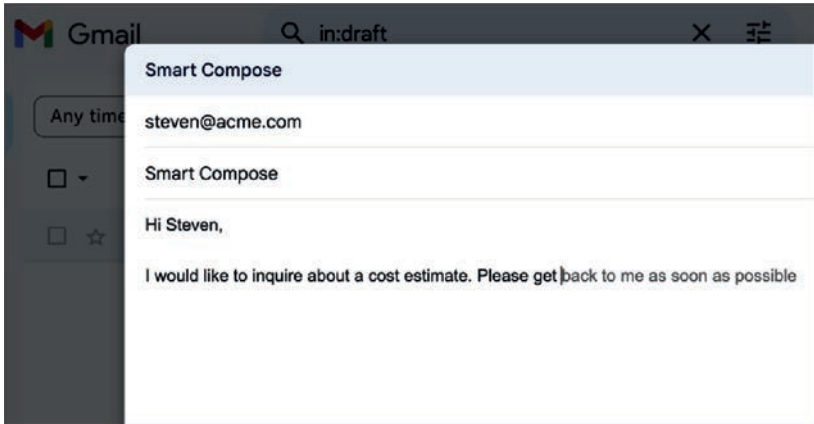 Gmail
in:draft
Smart Compose
Any time
steven@acme.com
Smart Compose
Hi Steven,
I would like to inquire about a cost estimate. Please get back to me as soon as possible